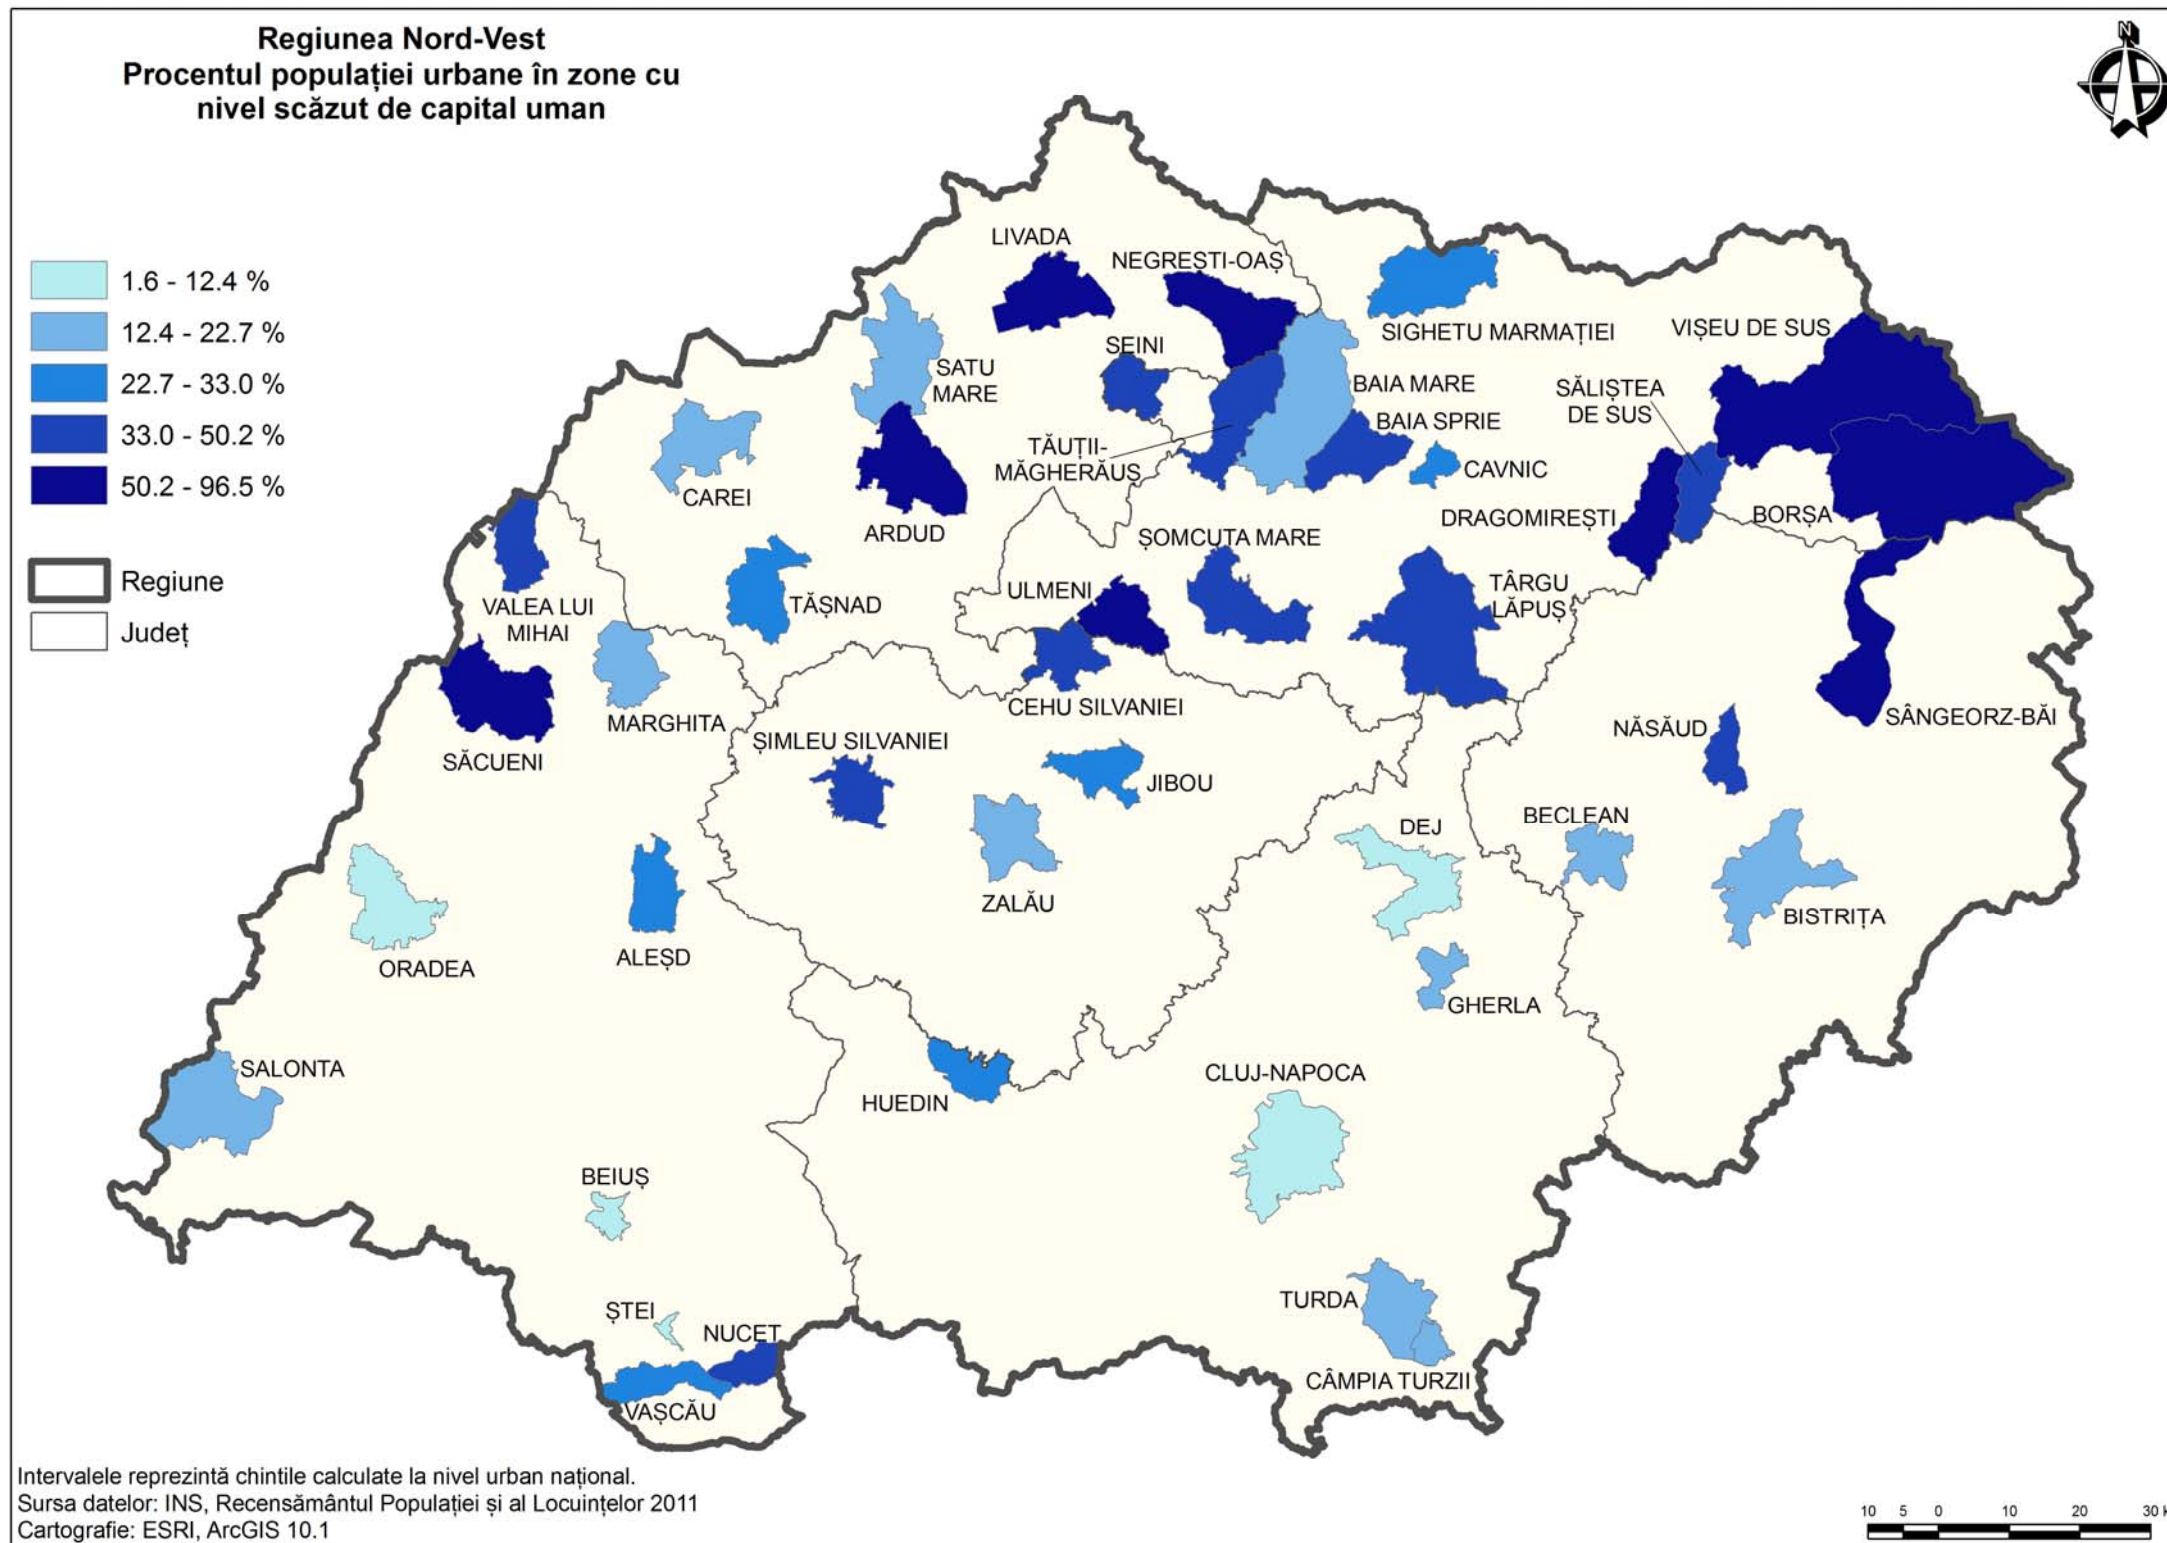 Regiunea Nord-Vest
Procentul populației urbane în zone cu
nivel scăzut de capital uman
N
1.6 - 12.4 %
12.4 - 22.7 %
22.7 - 33.0 %
33.0 - 50.2 %
50.2 - 96.5 %
Regiune
Județ
LIVADA
NEGREȘTI-OAȘ
SIGHETU MARMAȚIEI
VIȘEU DE SUS
SEINI
SATU
MARE
BAIA MARE
SĂLIȘTEA
DE SUS
BAIA SPRIE
TĂUȚII-
MĂGHERĂUS
CAVNIC
CAREI
DRAGOMIREȘTI
BORȘA
ARDUD
ȘOMCUTA MARE
ULMENI
TÂRGU
LĂPUȘ
VALEA LUI
MIHAI
TĂȘNAD
CEHU SILVANIEI
SÂNGEORZ-BĂI
MARGHITA
NĂSĂUD
ȘIMLEU SILVANIEI
SĂCUENI
JIBOU
BECLEAN
DEJ
ZALĂU
BISTRIȚA
ALEȘD
ORADEA
GHERLA
SALONTA
CLUJ-NAPOCA
HUEDIN
BEIUȘ
TURDA
ȘTEI
NUCET
CÂMPIA TURZII
VAȘCĂU
Intervalele reprezintă chintile calculate la nivel urban național.
Sursa datelor: INS, Recensământul Populației și al Locuințelor 2011
Cartografie: ESRI, ArcGIS 10.1
10 5 0 10 20 30